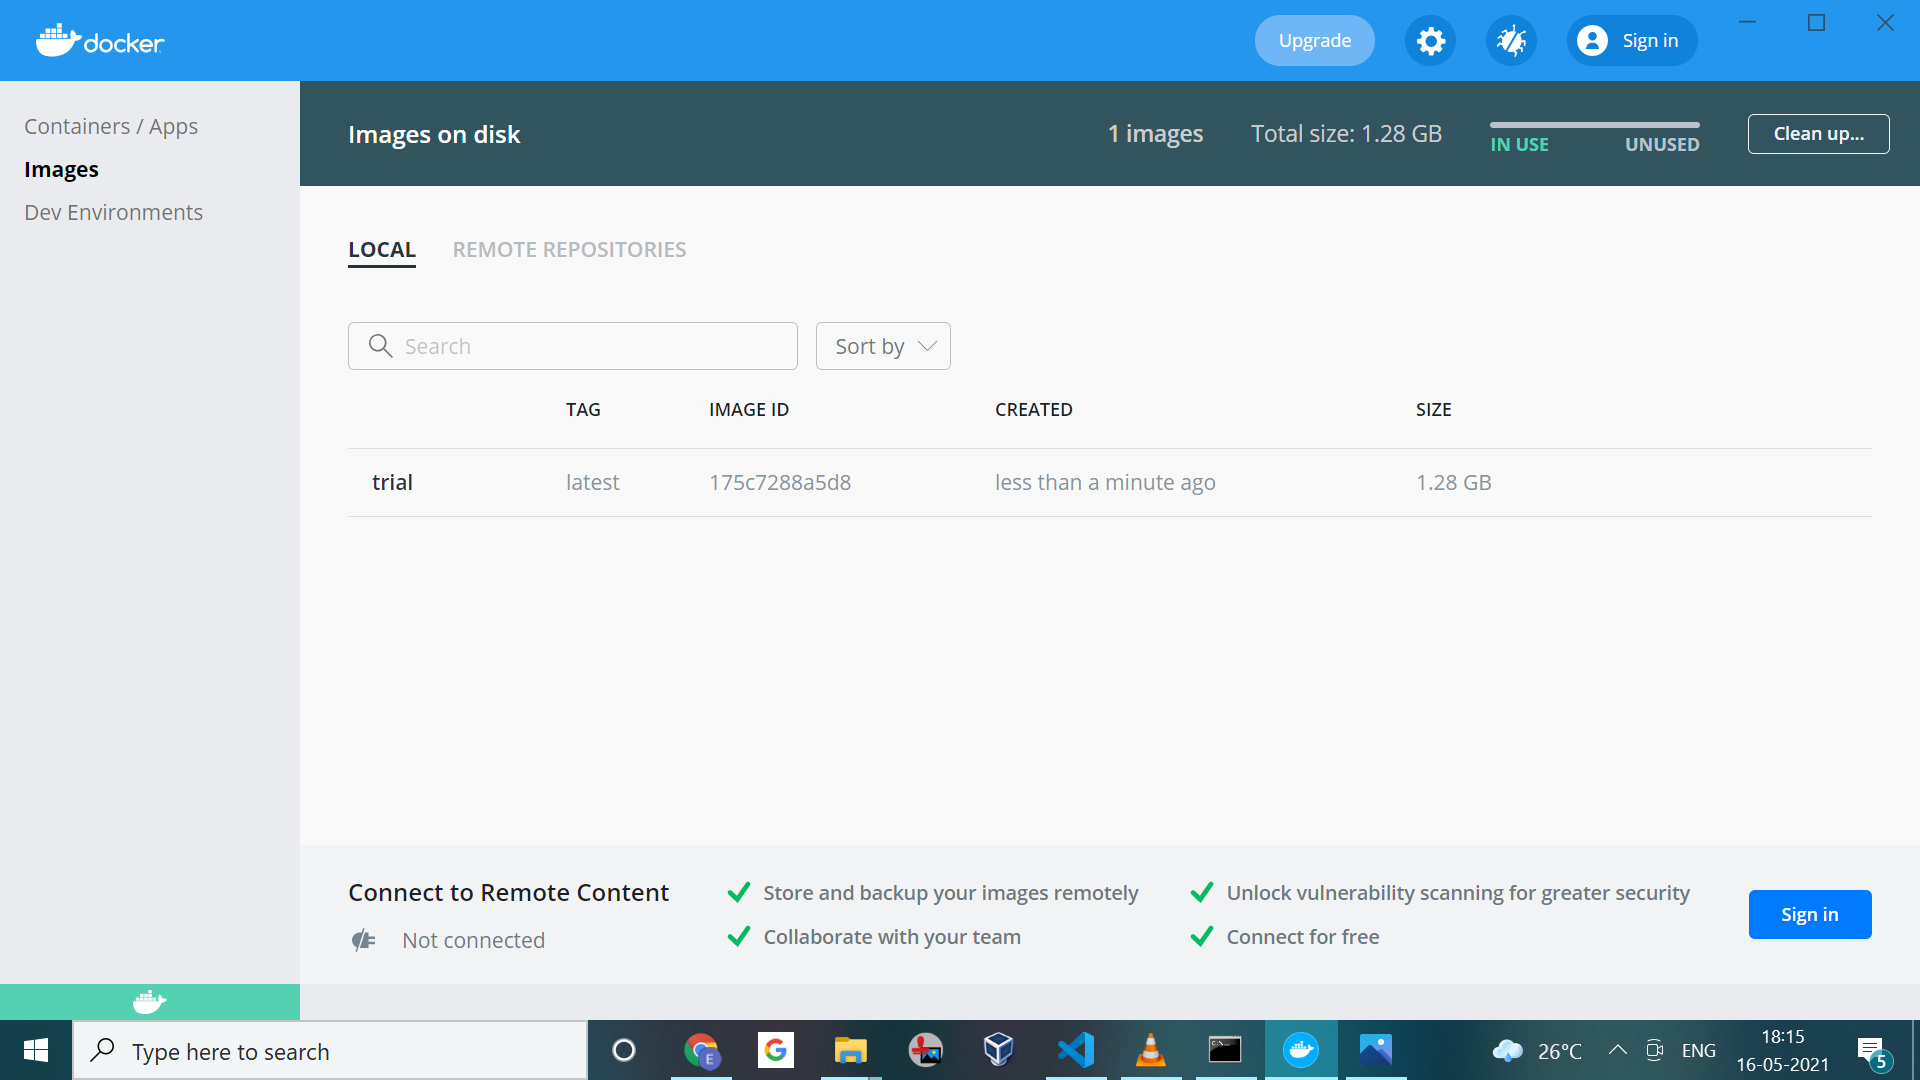 docker
Upgrade
Sign in
Containers / Apps
Images
Dev Environments
Images on disk
1 images
Total size: 1.28 GB
IN USE
UNUSED
Clean up...
LOCAL
REMOTE REPOSITORIES
Search
Sort by
TAG IMAGE ID CREATED SIZE
trial latest 175c7288a5d8 less than a minute ago 1.28 GB
Connect to Remote Content
Not connected
Store and backup your images remotely
Collaborate with your team
Unlock vulnerability scanning for greater security
Connect for free
Sign in
Type here to search
E
G
26°C
ENG
18:15
16-05-2021
5